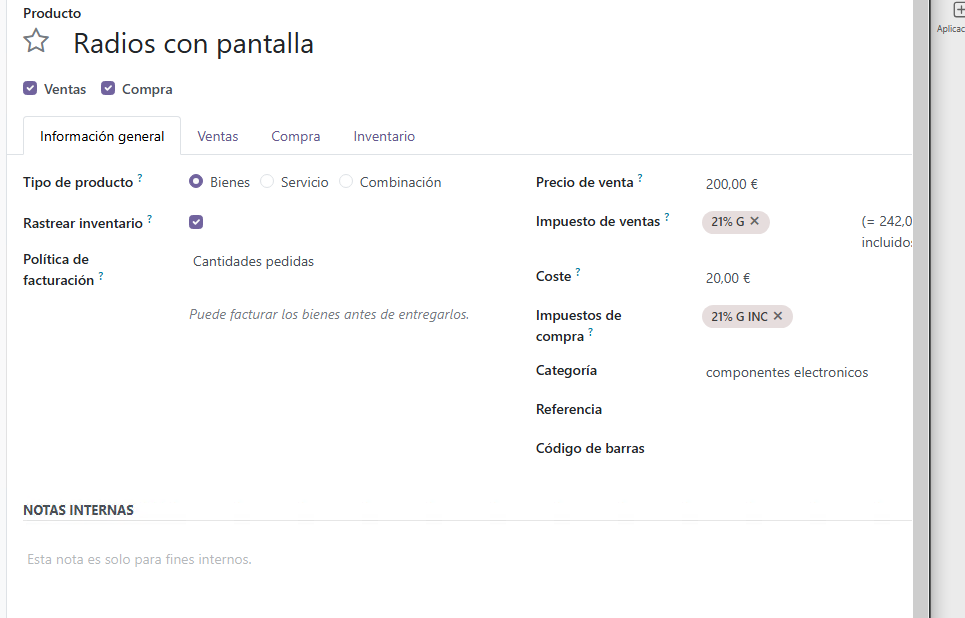 Producto
Radios con pantalla
Ventas Compra
Información general Ventas Compra Inventario
Tipo de producto ? Bienes Servicio Combinación
Rastrear inventario ?
Política de
facturación ? Cantidades pedidas
Puede facturar los bienes antes de entregarlos.
Precio de venta ? 200,00 €
Impuesto de ventas ? 21% G ✕ (= 242,0
incluido
Coste ? 20,00 €
Impuestos de
compra ? 21% G INC ✕
Categoría componentes electronicos
Referencia
Código de barras
NOTAS INTERNAS
Esta nota es solo para fines internos.
Aplicac